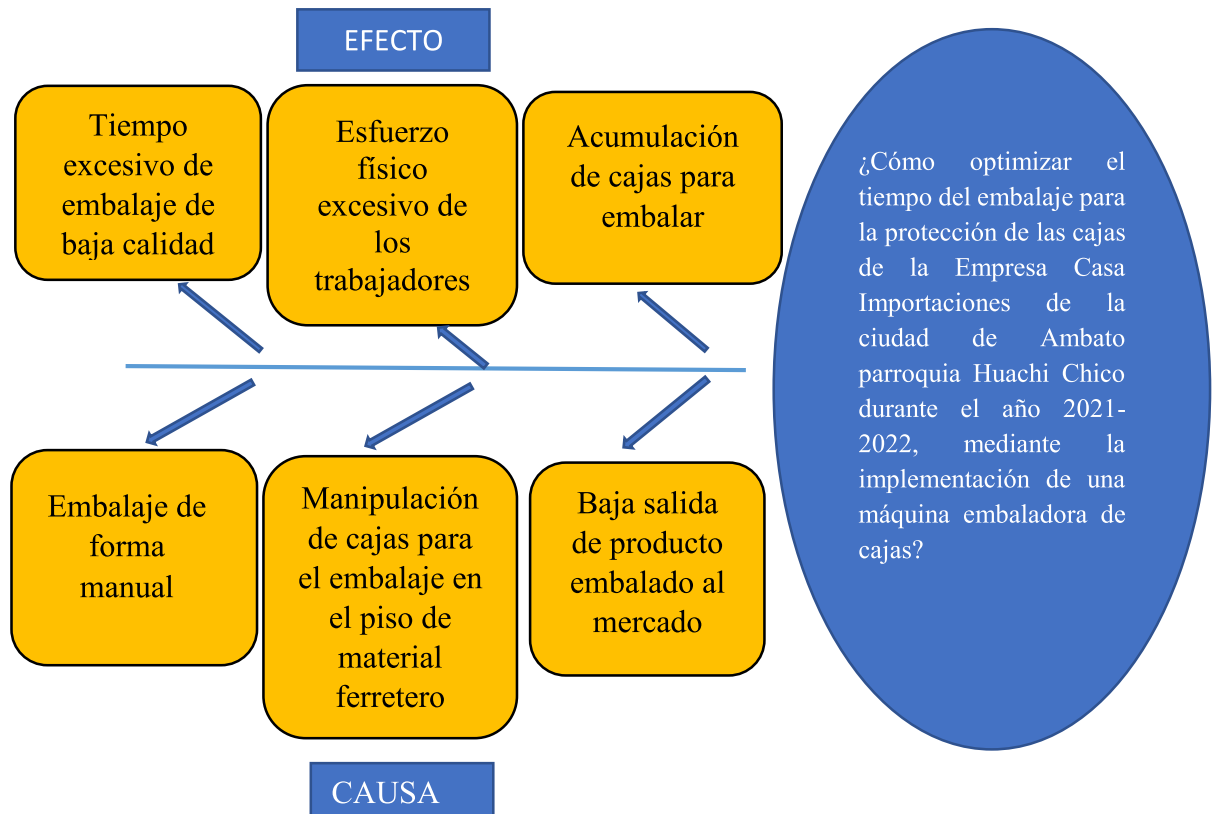 EFECTO
Tiempo
excesivo de
embalaje de
baja calidad
Esfuerzo
físico
excesivo de
los
trabajadores
Acumulación
de cajas para
embalar
¿Cómo optimizar el
tiempo del embalaje para
la protección de las cajas
de la Empresa Casa
Importaciones de la
ciudad de Ambato
parroquia Huachi Chico
durante el año 2021-
2022, mediante la
implementación de una
máquina embaladora de
cajas?
Embalaje de
forma
manual
Manipulación
de cajas para
el embalaje en
el piso de
material
ferretero
Baja salida
de producto
embalado al
mercado
CAUSA